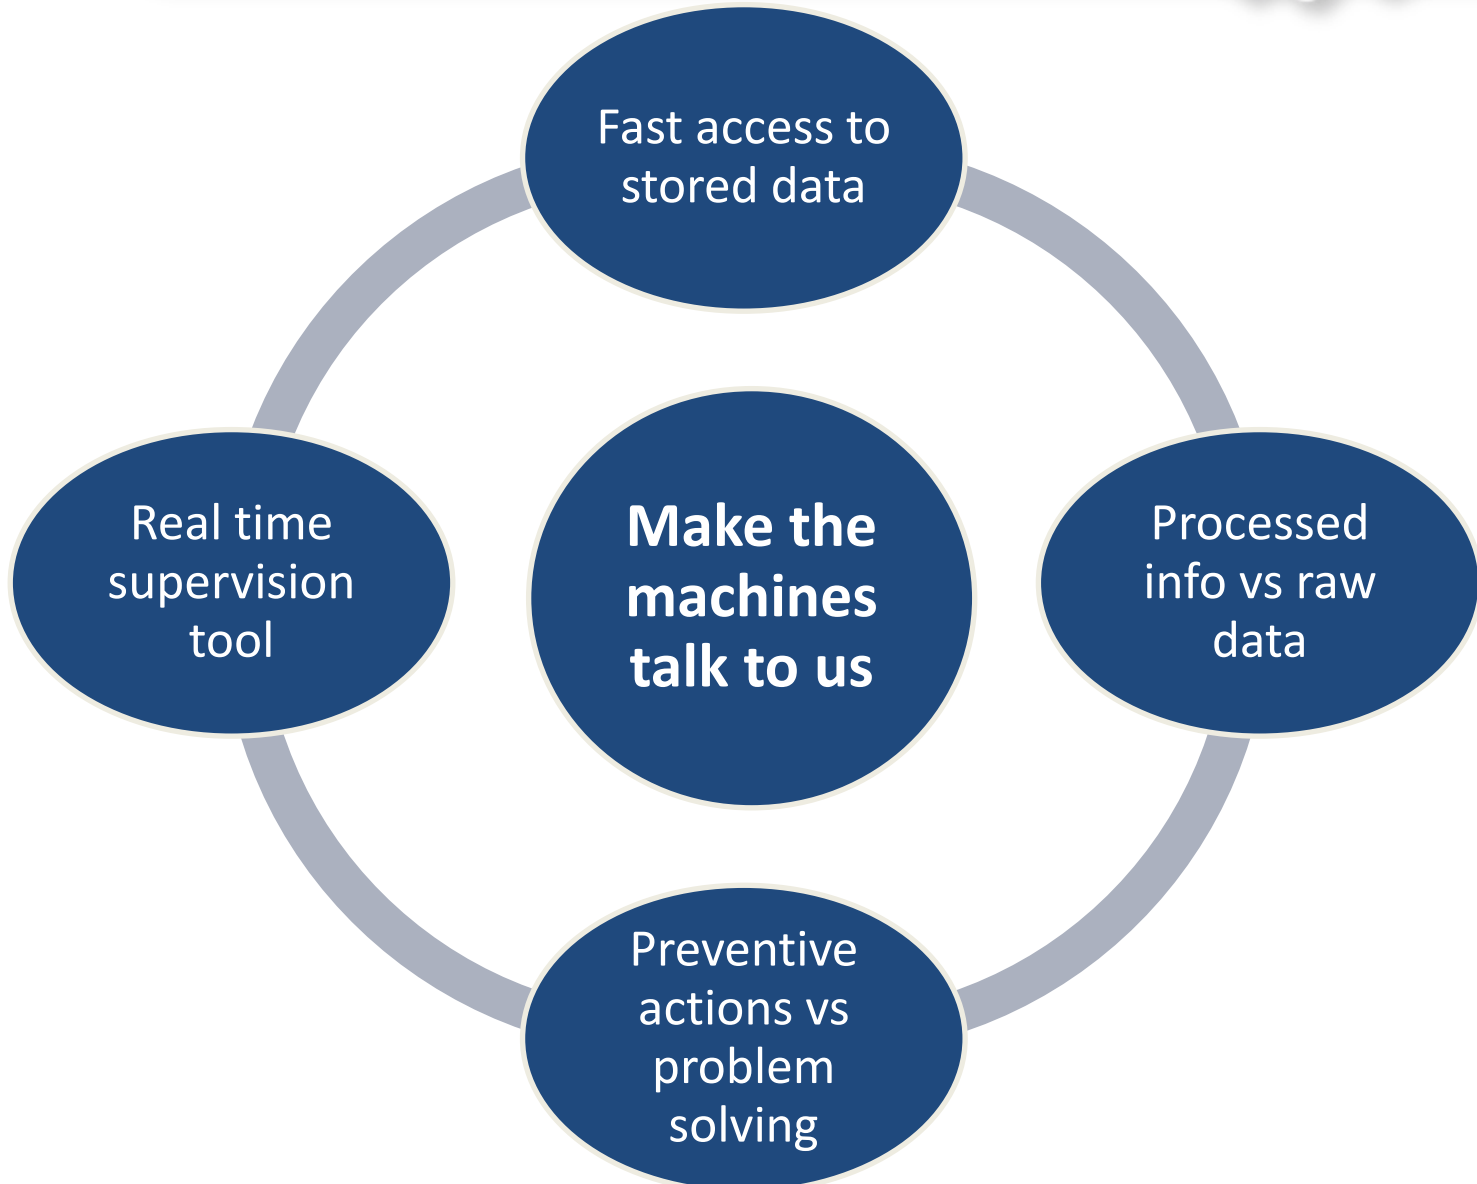 Fast access to
stored data
Real time
supervision
tool
Make the
machines
talk to us
Processed
info vs raw
data
Preventive
actions vs
problem
solving